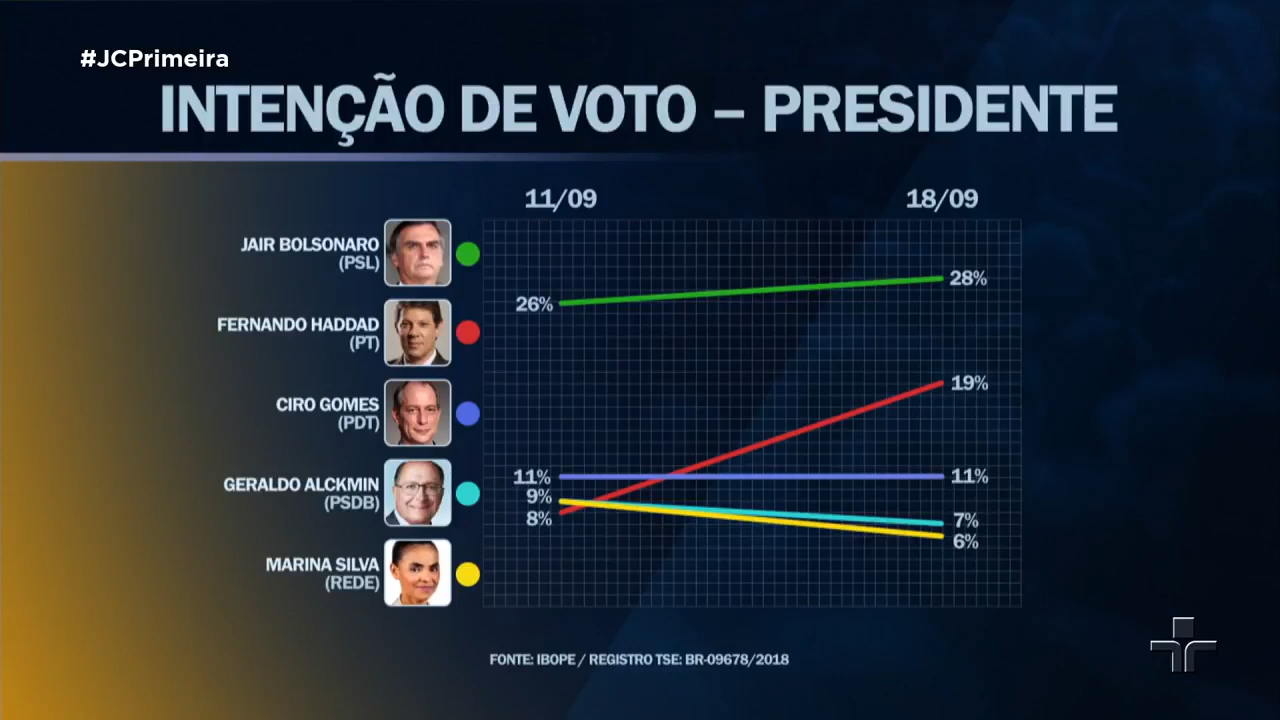 #JCPrimeira
INTENÇÃO DE VOTO – PRESIDENTE
11/09
18/09
JAIR BOLSONARO
(PSL)
FERNANDO HADDAD
(PT)
CIRO GOMES
(PDT)
GERALDO ALCKMIN
(PSDB)
MARINA SILVA
(REDE)
26%
28%
19%
11%
11%
9%
8%
7%
6%
FONTE: IBOPE / REGISTRO TSE: BR-09678/2018